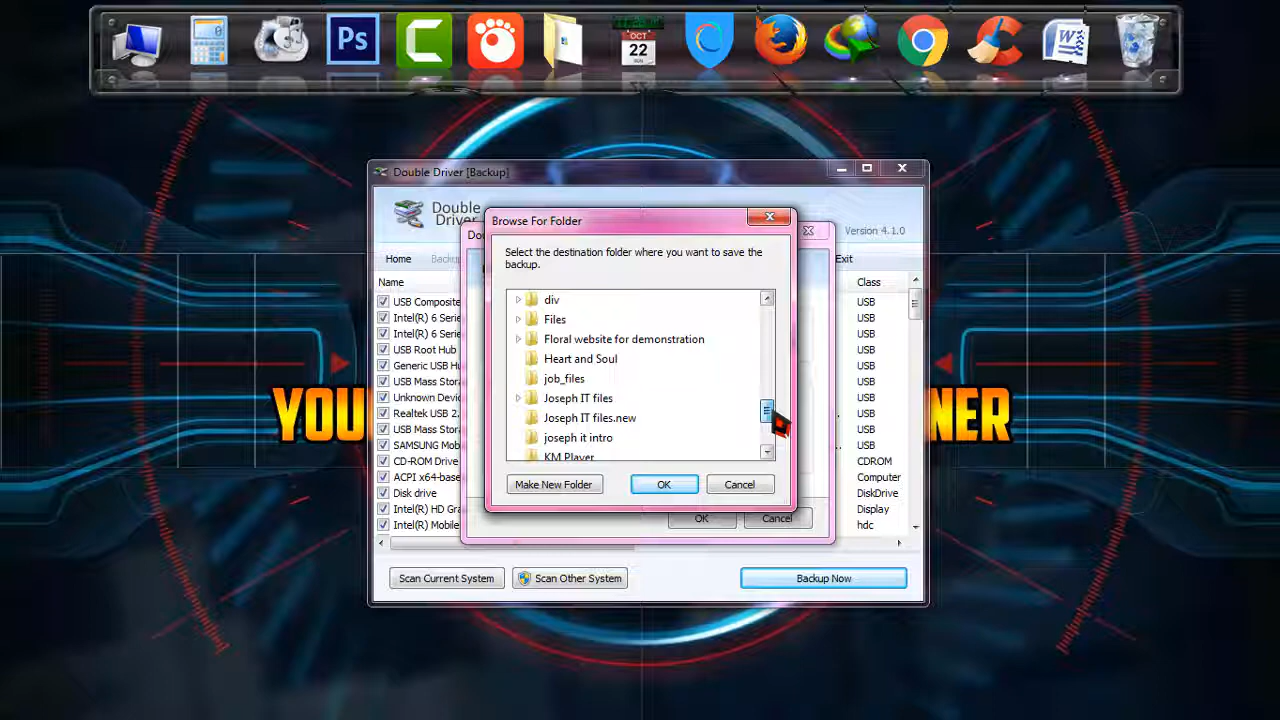 Ps
OCT
22
W
Double Driver [Backup]
Double
Driver
Version 4.1.0
Home
Exit
Browse For Folder
Select the destination folder where you want to save the
backup.
div
Files
Floral website for demonstration
Heart and Soul
job_files
Joseph IT files
Joseph IT files.new
joseph it intro
KM Player
Make New Folder
OK
Cancel
Name
Class
USB Composite
USB
Intel(R) 6 Serie
USB
Intel(R) 6 Serie
USB
USB Root Hub
USB
Generic USB Hu
USB
USB Mass Stora
USB
Unknown Devic
USB
Realtek USB 2.
USB
USB Mass Stora
USB
SAMSUNG Mob
USB
CD-ROM Drive
CDROM
ACPI x64-base
Computer
Disk drive
DiskDrive
Intel(R) HD Gra
Display
Intel(R) Mobile
hdc
OK
Cancel
Scan Current System
Scan Other System
Backup Now
YOU
NER